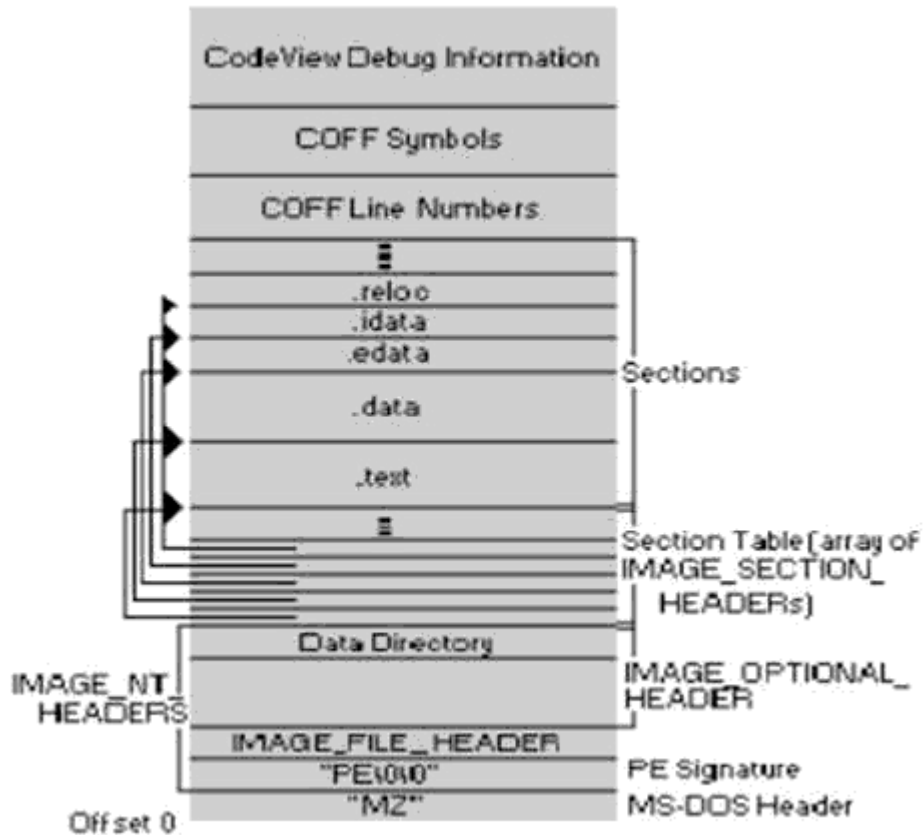 CodeView Debug Information
COFF Symbols
COFF Line Numbers
.reloc
.idata
.edata
Sections
.data
.text
Section Table (array of
IMAGE_SECTION_
HEADERs)
Data Directory
IMAGE_NT_
HEADERS
IMAGE_OPTIONAL_
HEADER
IMAGE_FILE_HEADER
"PE\0\0"
PE Signature
"MZ"
MS-DOS Header
Offset 0